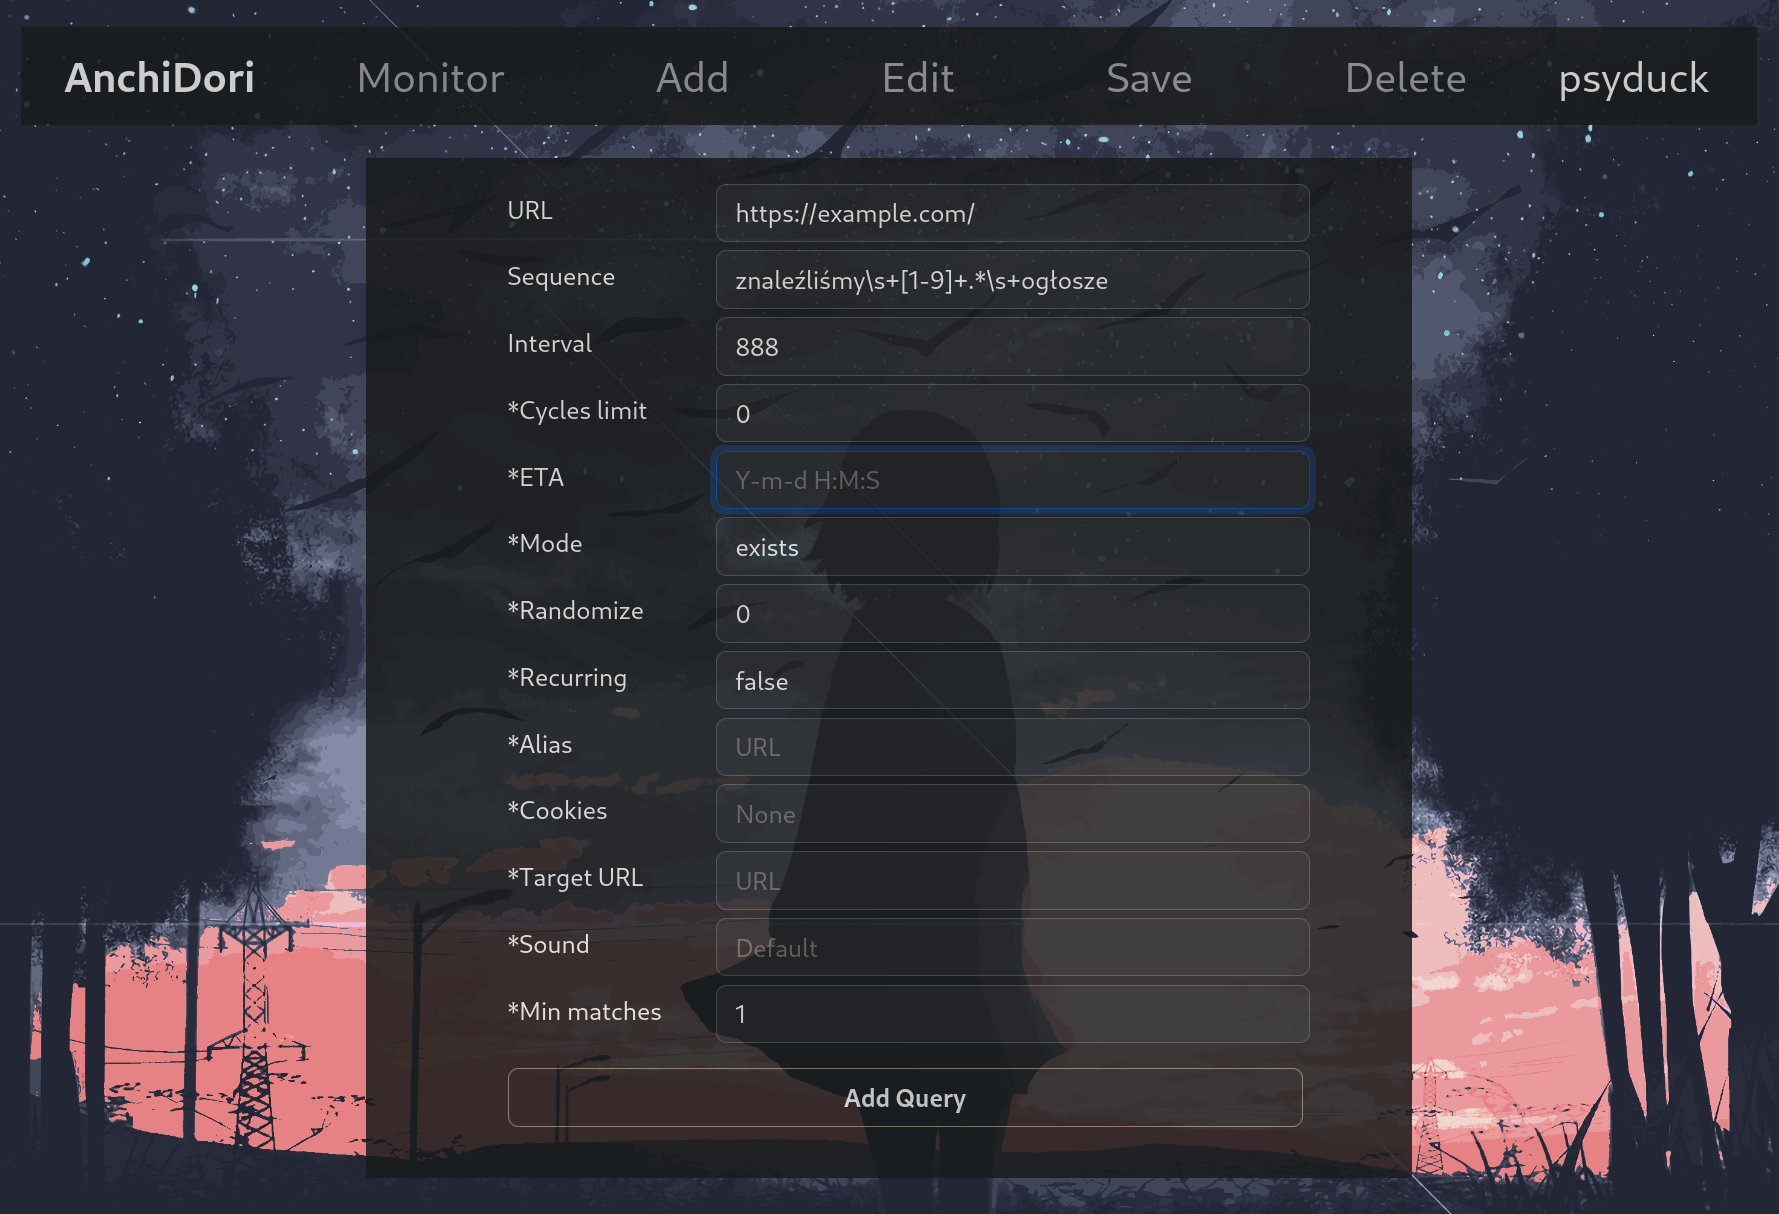 AnchiDori Monitor Add Edit Save Delete psyduck
URL https://example.com/
Sequence znaleźliśmy\s+[1-9]+.*\s+ogłosze
Interval 888
*Cycles limit 0
*ETA Y-m-d H:M:S
*Mode exists
*Randomize 0
*Recurring false
*Alias URL
*Cookies None
*Target URL URL
*Sound Default
*Min matches 1
Add Query